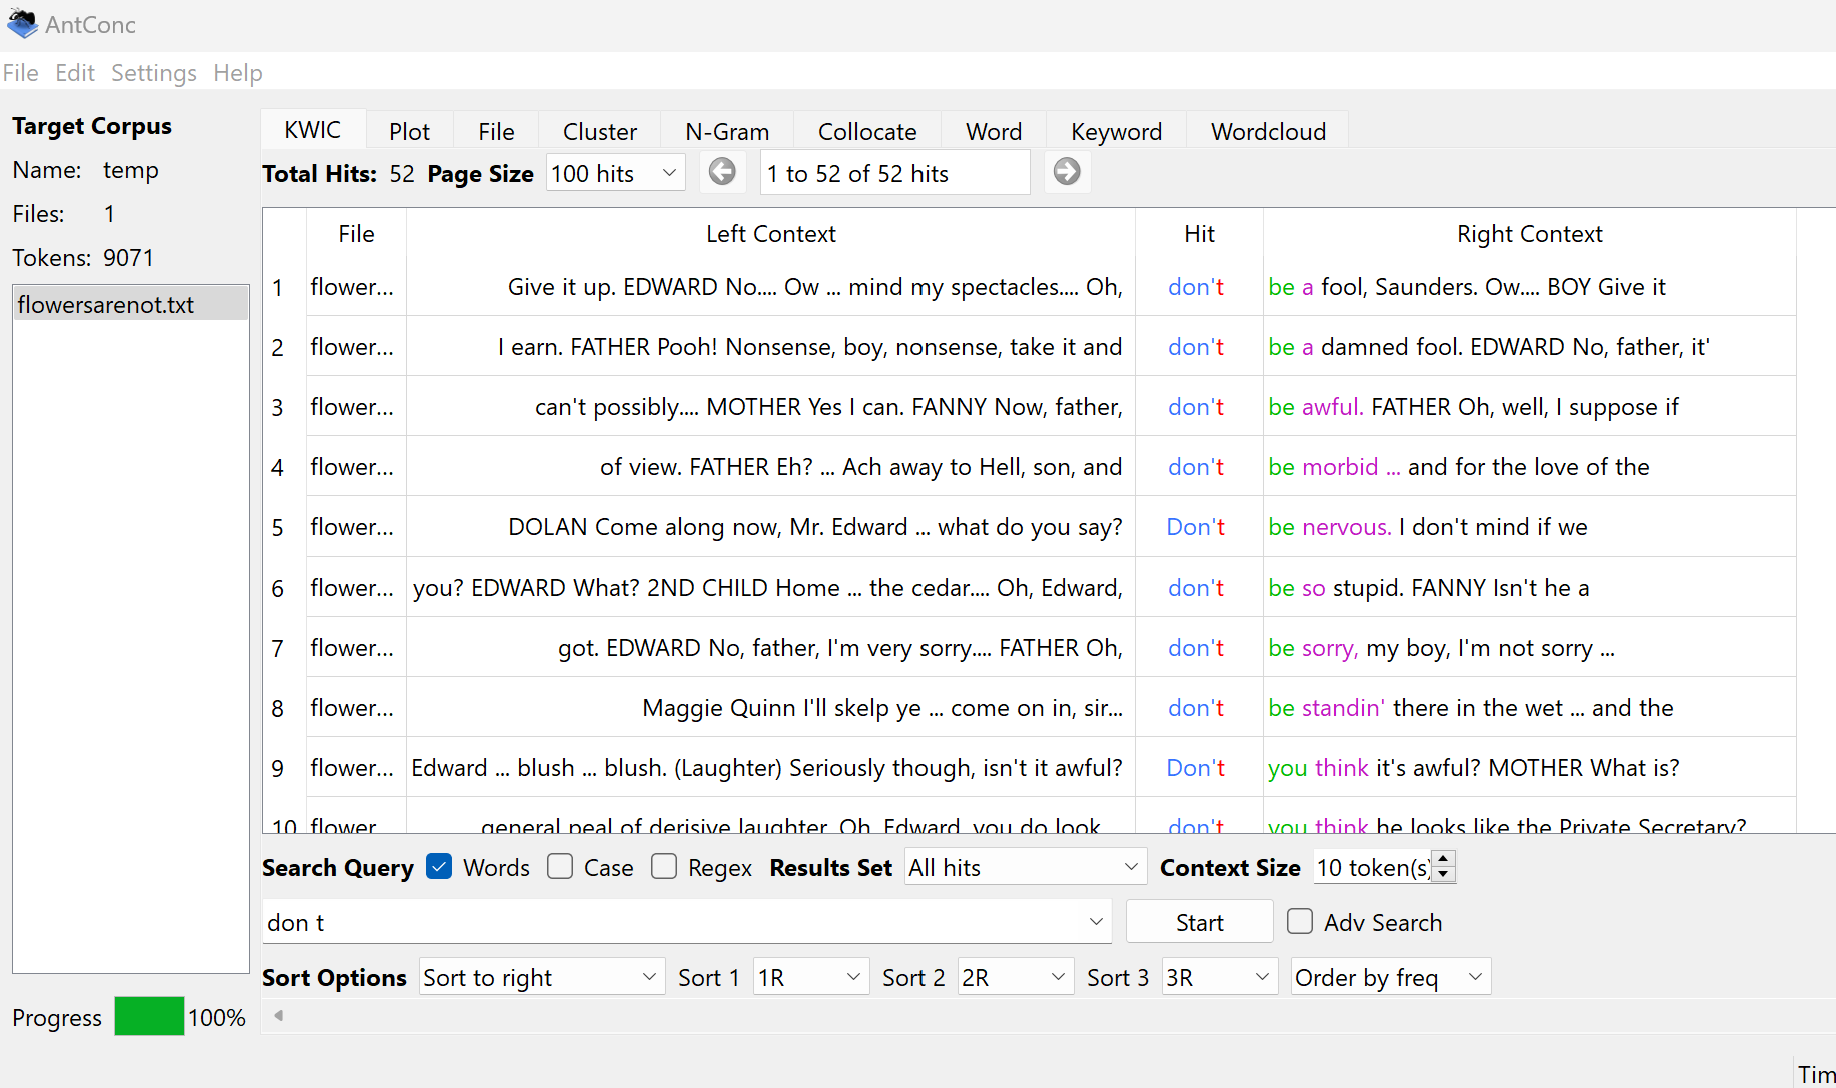 AntConc
File Edit Settings Help
Target Corpus
Name: temp
Files: 1
Tokens: 9071
flowersarenot.txt
Progress 100%
KWIC Plot File Cluster N-Gram Collocate Word Keyword Wordcloud
Total Hits: 52 Page Size 100 hits 1 to 52 of 52 hits
File Left Context Hit Right Context
1 flower... Give it up. EDWARD No.... Ow ... mind my spectacles.... Oh, don't be a fool, Saunders. Ow.... BOY Give it
2 flower... I earn. FATHER Pooh! Nonsense, boy, nonsense, take it and don't be a damned fool. EDWARD No, father, it'
3 flower... can't possibly.... MOTHER Yes I can. FANNY Now, father, don't be awful. FATHER Oh, well, I suppose if
4 flower... of view. FATHER Eh? ... Ach away to Hell, son, and don't be morbid ... and for the love of the
5 flower... DOLAN Come along now, Mr. Edward ... what do you say? Don't be nervous. I don't mind if we
6 flower... you? EDWARD What? 2ND CHILD Home ... the cedar.... Oh, Edward, don't be so stupid. FANNY Isn't he a
7 flower... got. EDWARD No, father, I'm very sorry.... FATHER Oh, don't be sorry, my boy, I'm not sorry ...
8 flower... Maggie Quinn I'll skelp ye ... come on in, sir... don't be standin' there in the wet ... and the
9 flower... Edward ... blush ... blush. (Laughter) Seriously though, isn't it awful? Don't you think it's awful? MOTHER What is?
10 flower... general peal of derisive laughter. Oh, Edward, you do look don't you think he looks like the Private Secretary?
Search Query Words Case Regex Results Set All hits Context Size 10 token(s)
don t Start Adv Search
Sort Options Sort to right Sort 1 1R Sort 2 2R Sort 3 3R Order by freq
Tim